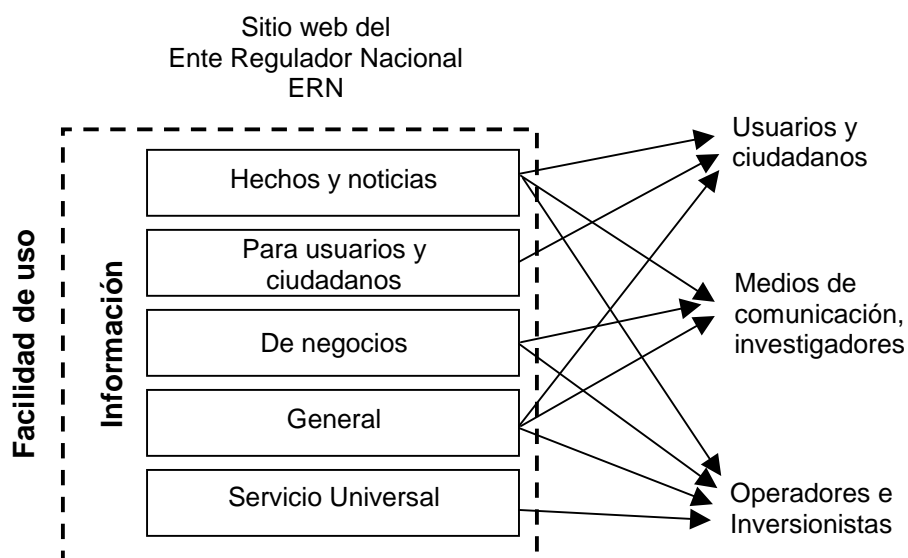 Sitio web del
Ente Regulador Nacional
ERN
Facilidad de uso
Información
Hechos y noticias
Para usuarios y
ciudadanos
De negocios
General
Servicio Universal
Usuarios y
ciudadanos
Medios de
comunicación,
investigadores
Operadores e
Inversionistas